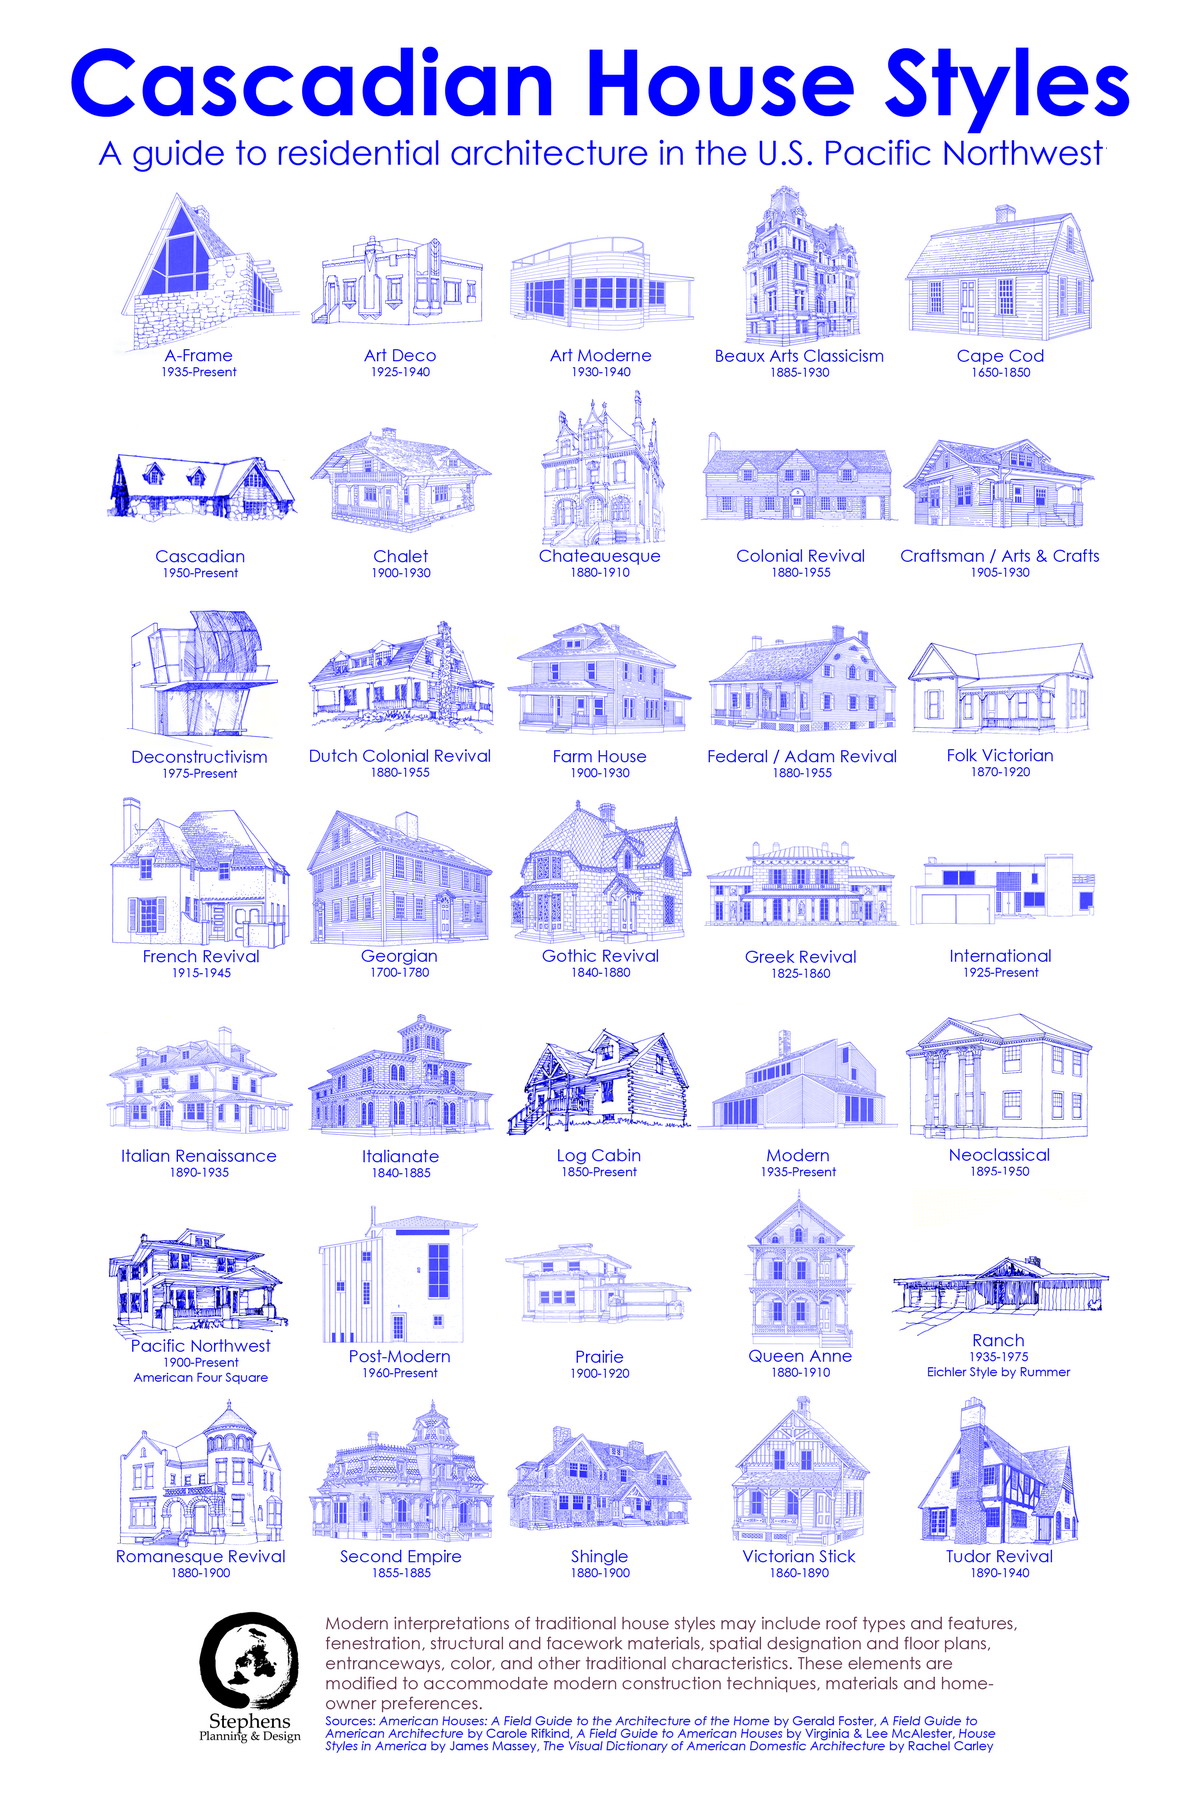 Cascadian House Styles
A guide to residential architecture in the U.S. Pacific Northwest
A-Frame
1935-Present
Art Deco
1925-1940
Art Moderne
1930-1940
Beaux Arts Classicism
1885-1930
Cape Cod
1650-1850
Cascadian
1950-Present
Chalet
1900-1930
Chateauesque
1880-1910
Colonial Revival
1880-1955
Craftsman / Arts & Crafts
1905-1930
Deconstructivism
1975-Present
Dutch Colonial Revival
1880-1955
Farm House
1900-1930
Federal / Adam Revival
1880-1955
Folk Victorian
1870-1920
French Revival
1915-1945
Georgian
1700-1780
Gothic Revival
1840-1880
Greek Revival
1825-1860
International
1925-Present
Italian Renaissance
1890-1935
Italianate
1840-1885
Log Cabin
1850-Present
Modern
1935-Present
Neoclassical
1895-1950
Pacific Northwest
1900-Present
American Four Square
Post-Modern
1960-Present
Prairie
1900-1920
Queen Anne
1880-1910
Ranch
1935-1975
Eichler Style by Rummer
Romanesque Revival
1880-1900
Second Empire
1855-1885
Shingle
1880-1900
Victorian Stick
1860-1890
Tudor Revival
1890-1940
Stephens
Planning & Design
Modern interpretations of traditional house styles may include roof types and features,
fenestration, structural and facework materials, spatial designation and floor plans,
entranceways, color, and other traditional characteristics. These elements are
modified to accommodate modern construction techniques, materials and home-
owner preferences.
Sources: American Houses: A Field Guide to the Architecture of the Home by Gerald Foster, A Field Guide to
American Architecture by Carole Rifkind, A Field Guide to American Houses by Virginia & Lee McAlester, House
Styles in America by James Massey, The Visual Dictionary of American Domestic Architecture by Rachel Carley